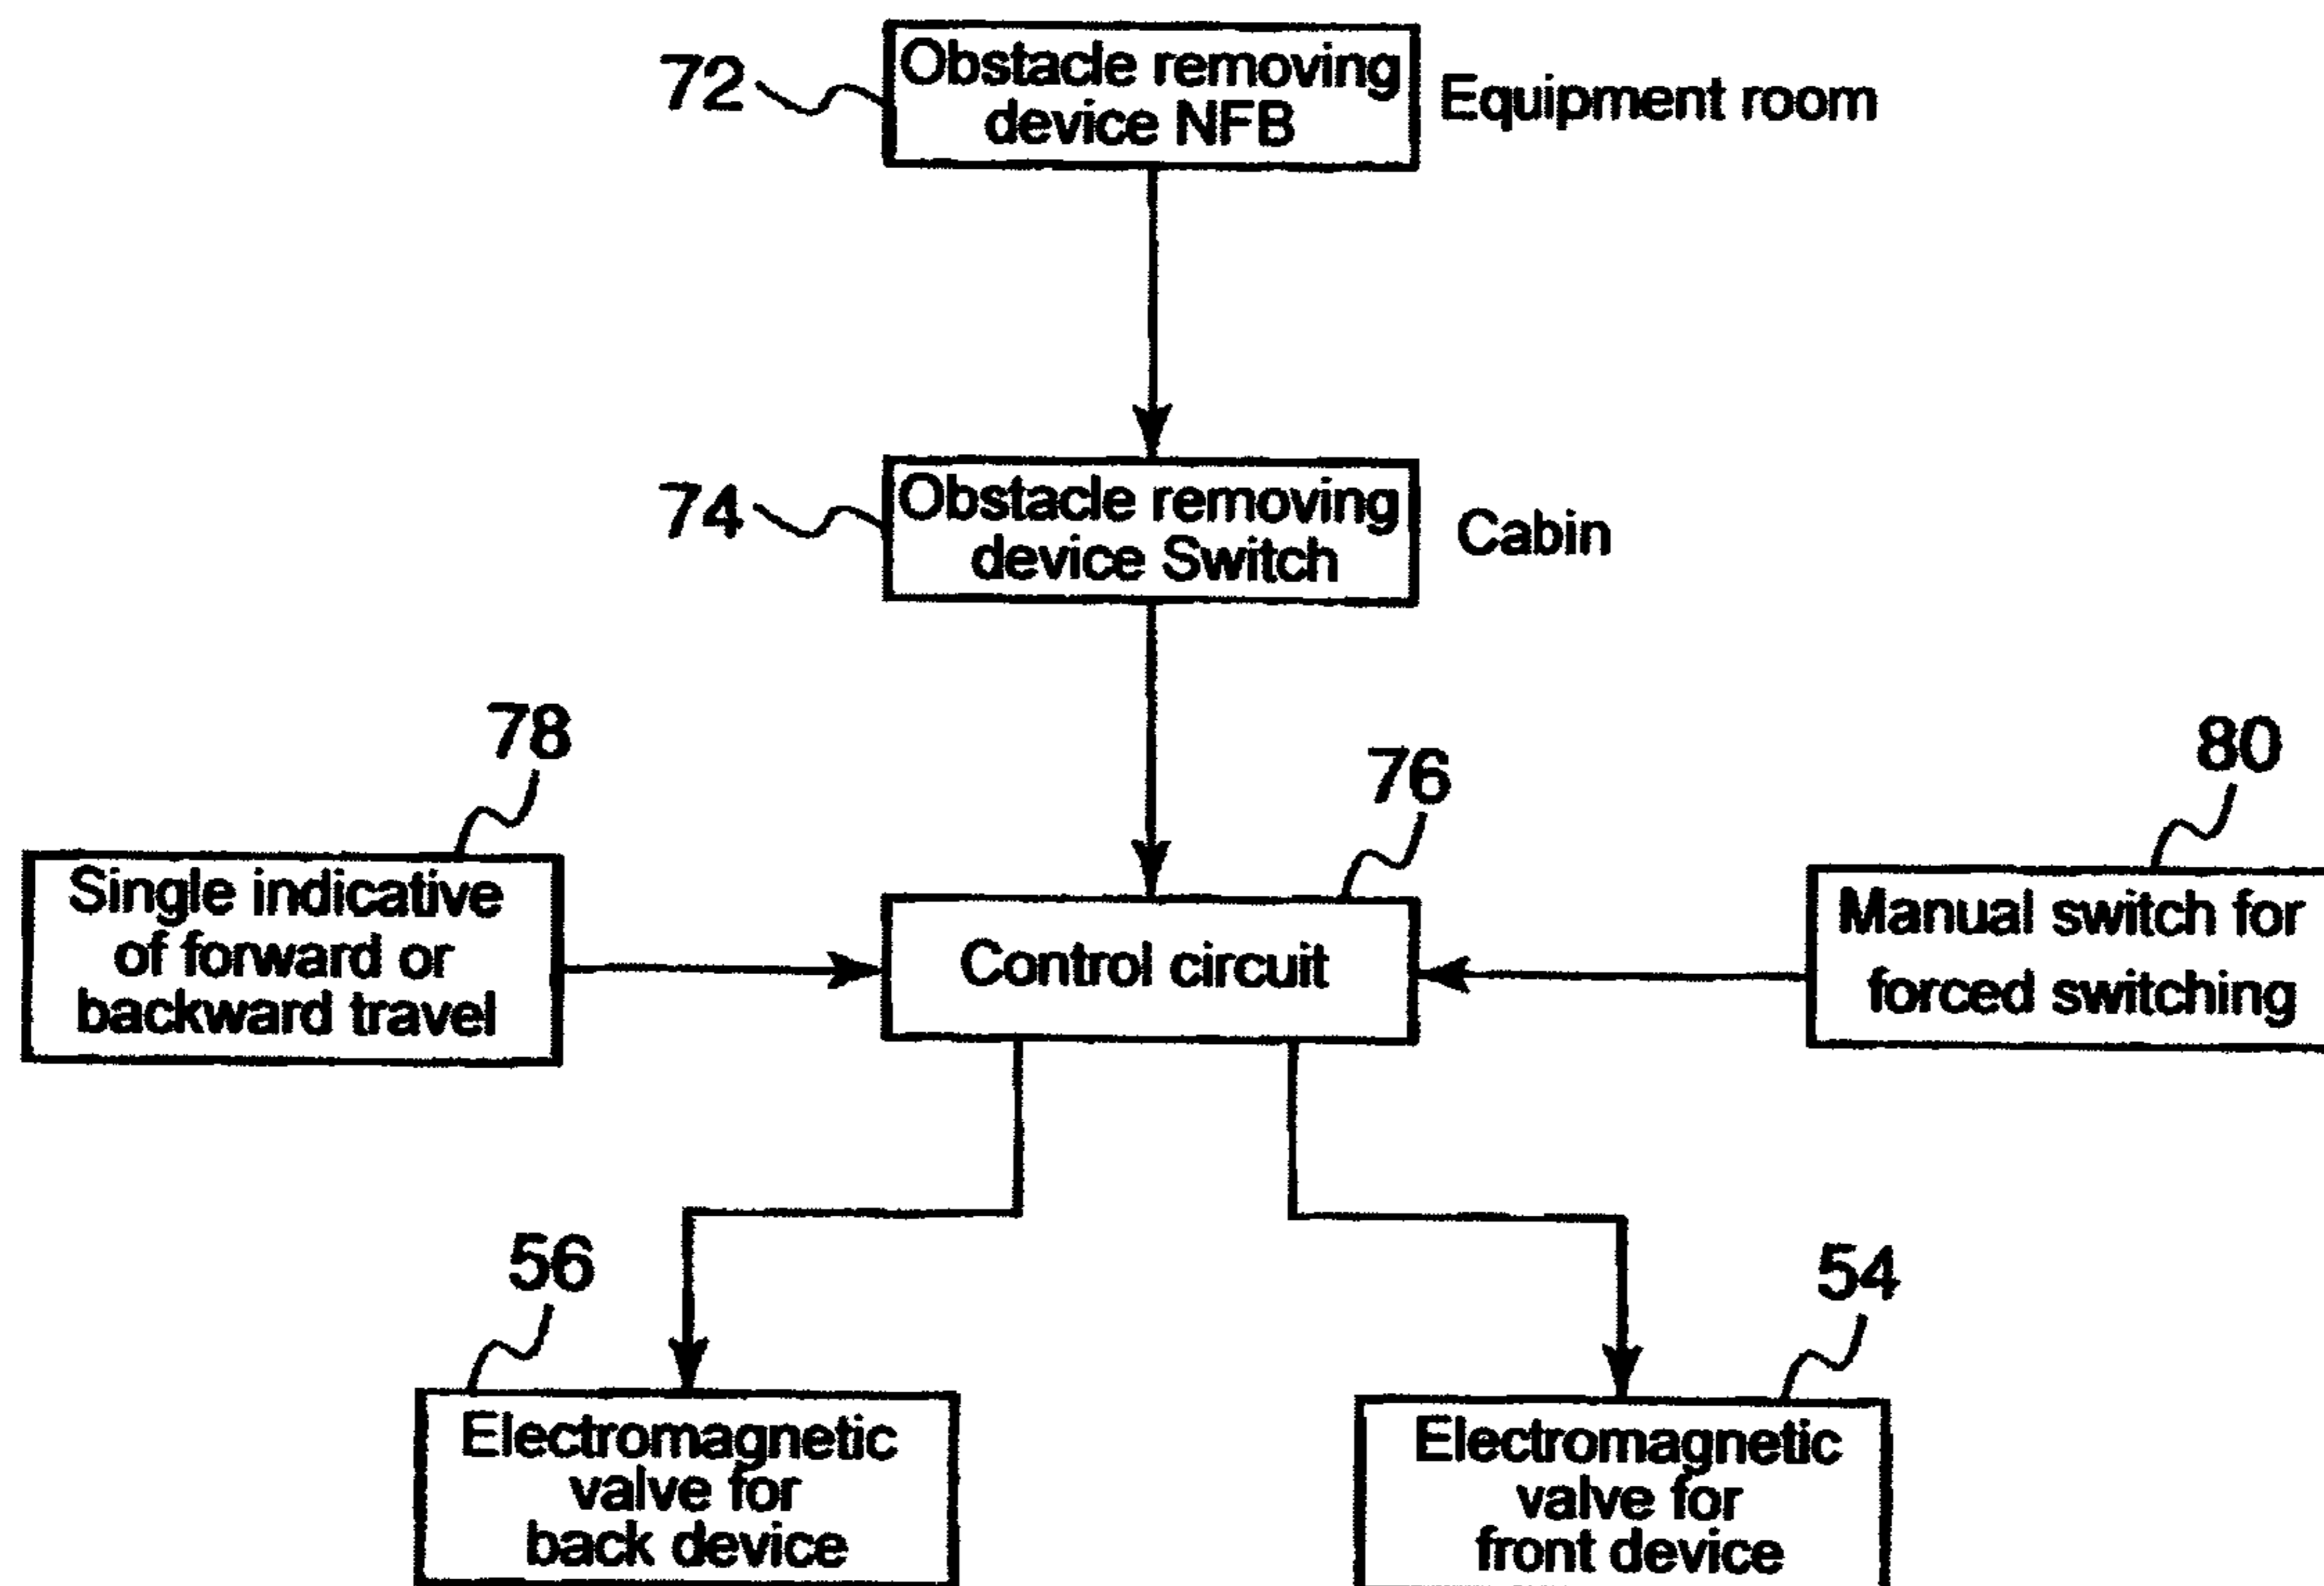 72
Obstacle removing
device NFB
Equipment room
74
Obstacle removing
device Switch
Cabin
78
Single indicative
of forward or
backward travel
76
Control circuit
80
Manual switch for
forced switching
56
Electromagnetic
valve for
back device
54
Electromagnetic
valve for
front device